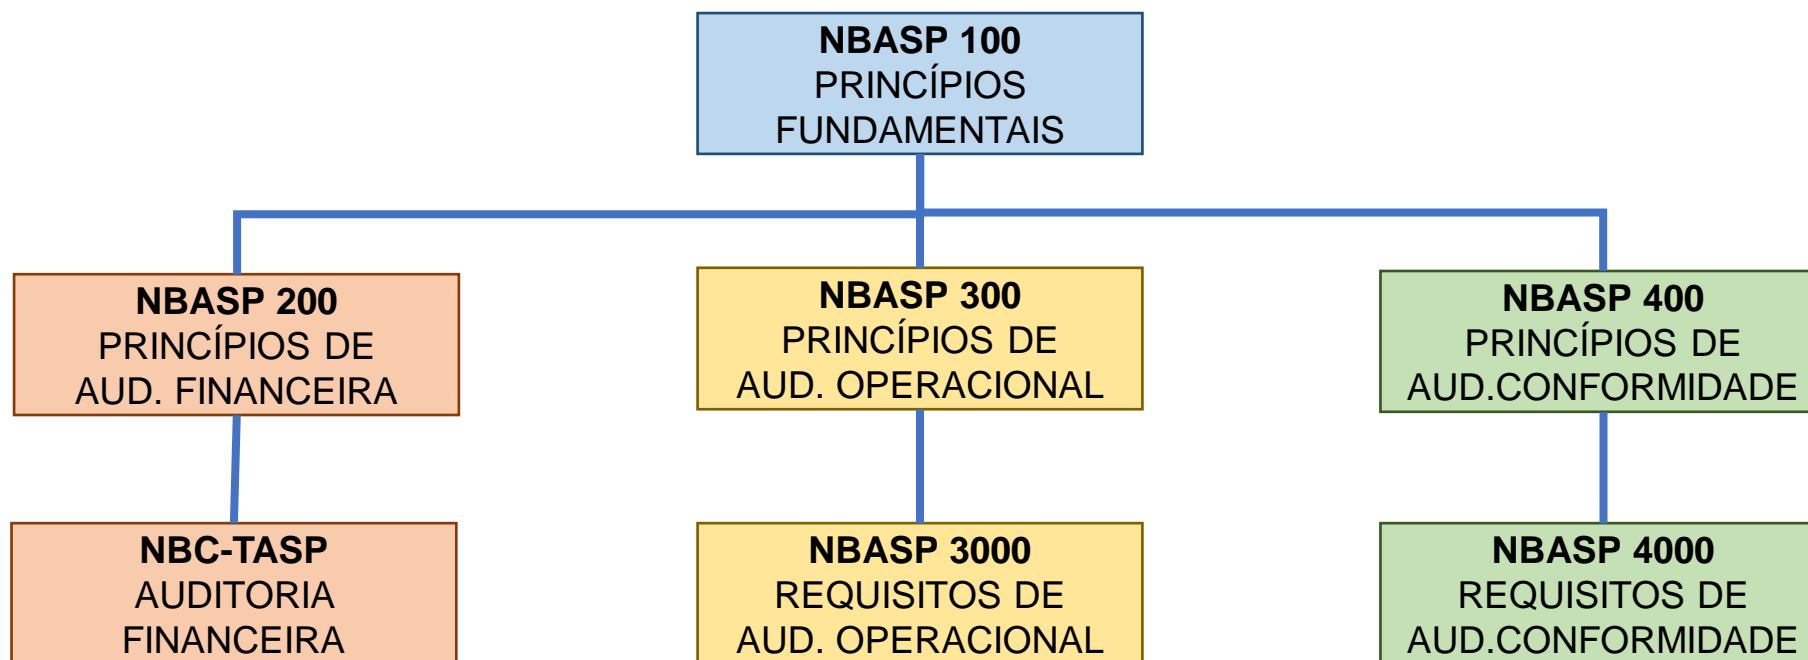 NBASP 100
PRINCÍPIOS
FUNDAMENTAIS
NBASP 200
PRINCÍPIOS DE
AUD. FINANCEIRA
NBASP 300
PRINCÍPIOS DE
AUD. OPERACIONAL
NBASP 400
PRINCÍPIOS DE
AUD.CONFORMIDADE
NBC-TASP
AUDITORIA
FINANCEIRA
NBASP 3000
REQUISITOS DE
AUD. OPERACIONAL
NBASP 4000
REQUISITOS DE
AUD.CONFORMIDADE